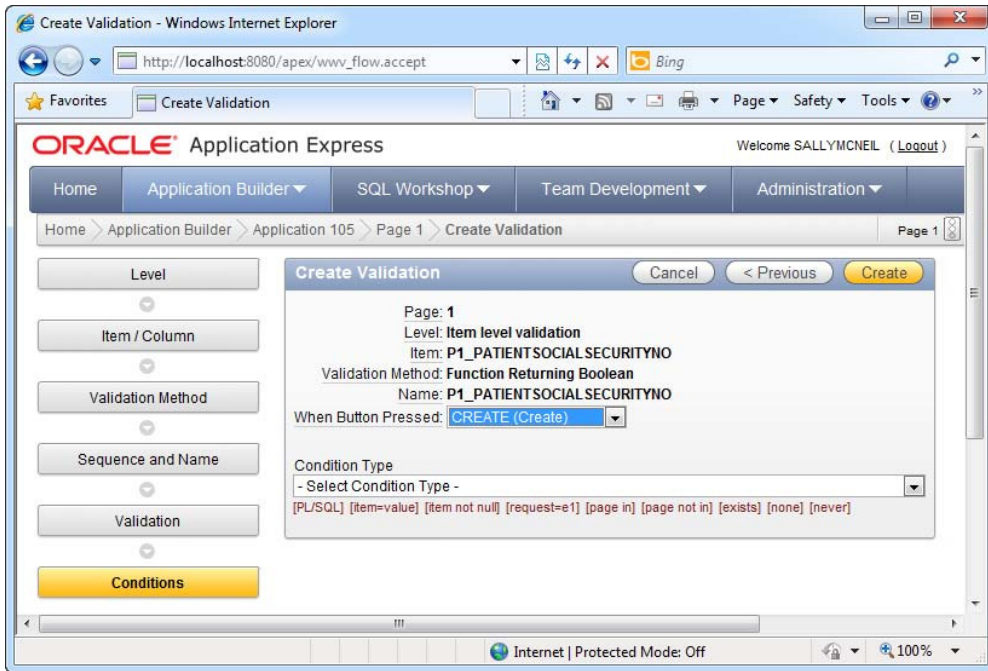 Create Validation - Windows Internet Explorer
http://localhost:8080/apex/wwv_flow.accept
Bing
Favorites
Create Validation
Page
Safety
Tools
ORACLE Application Express
Welcome SALLYMCNEIL ( Logout )
Home
Application Builder
SQL Workshop
Team Development
Administration
Home > Application Builder > Application 105 > Page 1 > Create Validation
Page 1
Level
Item / Column
Validation Method
Sequence and Name
Validation
Conditions
Create Validation
Cancel
< Previous
Create
Page: 1
Level: Item level validation
Item: P1_PATIENTSOCIALSECURITYNO
Validation Method: Function Returning Boolean
Name: P1_PATIENTSOCIALSECURITYNO
When Button Pressed: CREATE (Create)
Condition Type
- Select Condition Type -
[PL/SQL] [item=value] [item not null] [request=e1] [page in] [page not in] [exists] [none] [never]
Internet | Protected Mode: Off
100%